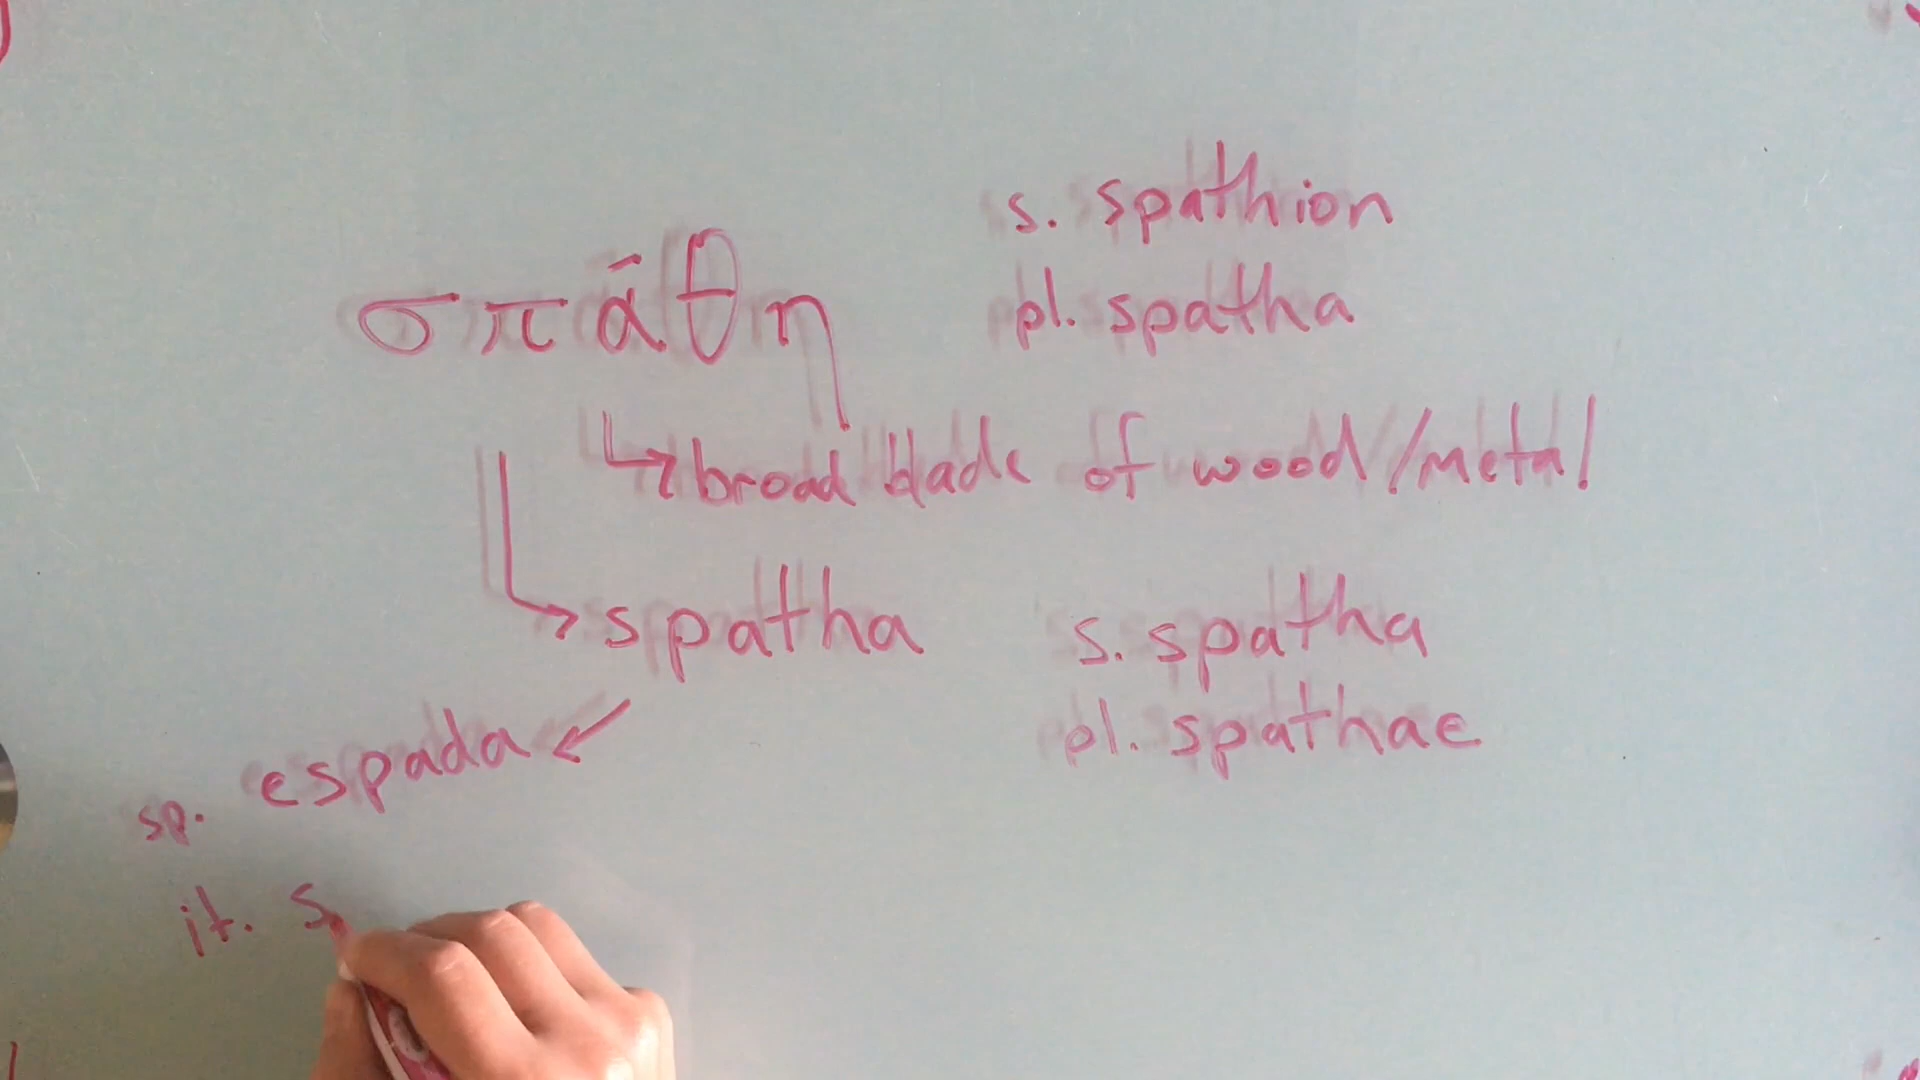 s. spathion
σπάθη
pl. spatha
↳ broad blade of wood/metal
↳ spatha
s. spatha
pl. spathae
sp. espada ↙
it. s